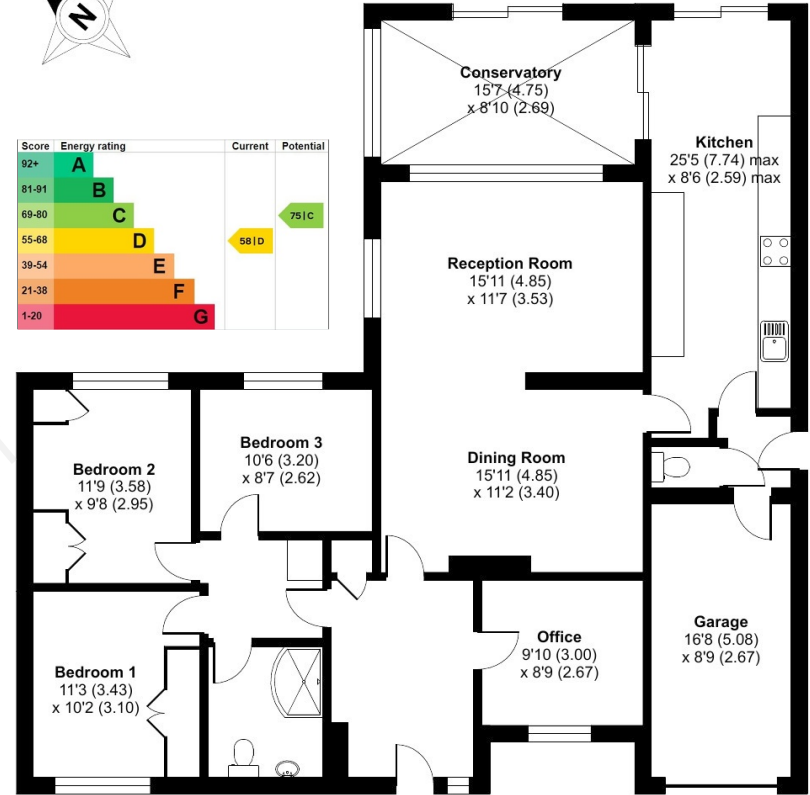 N
Conservatory
15'7 (4.75)
x 8'10 (2.69)
Kitchen
25'5 (7.74) max
x 8'6 (2.59) max
Score Energy rating Current Potential
92+ A
81-91 B
69-80 C 75|C
55-68 D 58|D
39-54 E
21-38 F
1-20 G
Reception Room
15'11 (4.85)
x 11'7 (3.53)
Bedroom 2
11'9 (3.58)
x 9'8 (2.95)
Bedroom 3
10'6 (3.20)
x 8'7 (2.62)
Dining Room
15'11 (4.85)
x 11'2 (3.40)
Bedroom 1
11'3 (3.43)
x 10'2 (3.10)
Office
9'10 (3.00)
x 8'9 (2.67)
Garage
16'8 (5.08)
x 8'9 (2.67)